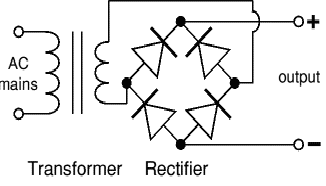 +
AC
mains
output
−
Transformer Rectifier